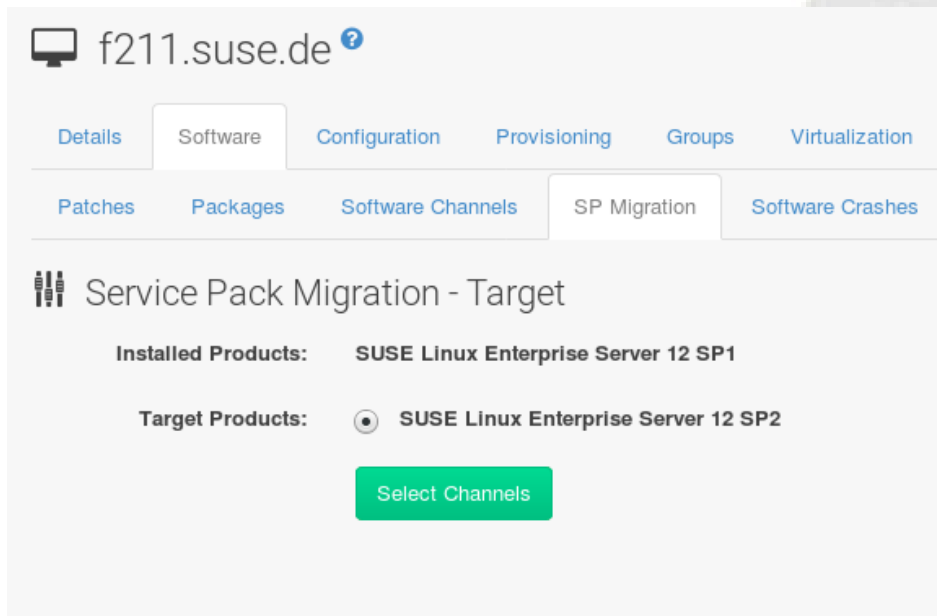 f211.suse.de ?
Details Software Configuration Provisioning Groups Virtualization
Patches Packages Software Channels SP Migration Software Crashes
Service Pack Migration - Target
Installed Products: SUSE Linux Enterprise Server 12 SP1
Target Products: SUSE Linux Enterprise Server 12 SP2
Select Channels